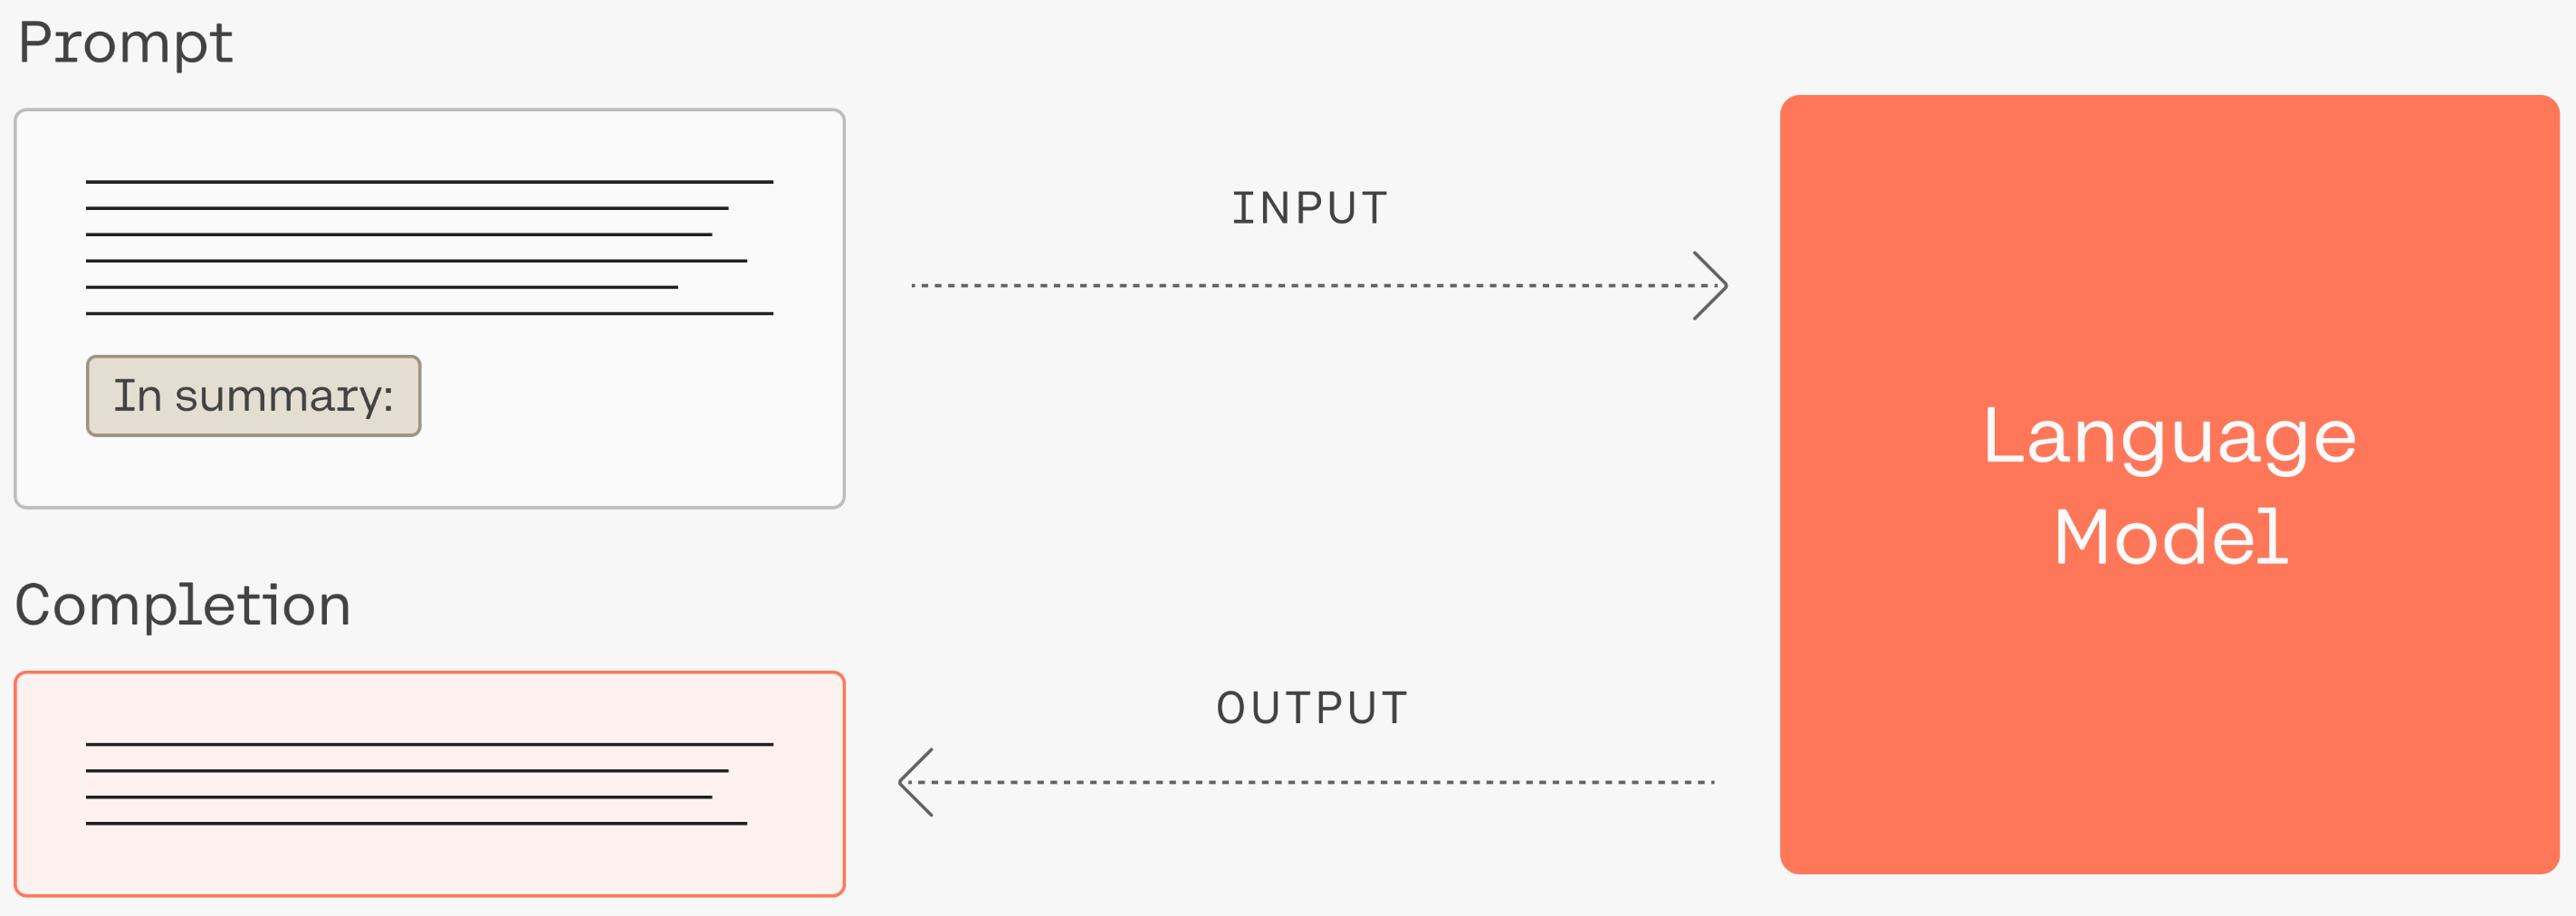 Prompt
In summary:
INPUT
Language
Model
Completion
OUTPUT